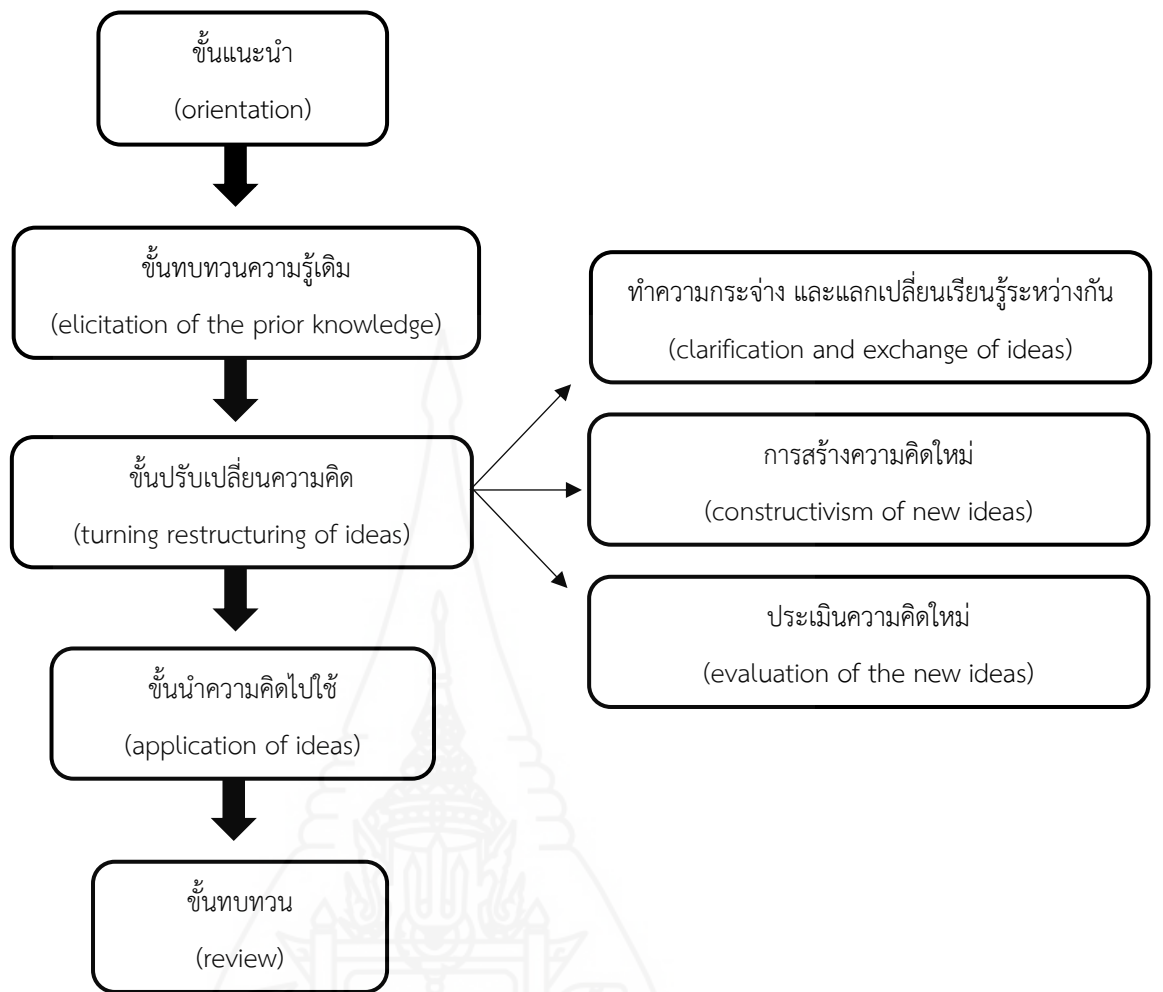 ขั้นแนะนำ
(orientation)
ขั้นทบทวนความรู้เดิม
(elicitation of the prior knowledge)
ขั้นปรับเปลี่ยนความคิด
(turning restructuring of ideas)
ทำความกระจ่าง และแลกเปลี่ยนเรียนรู้ระหว่างกัน
(clarification and exchange of ideas)
การสร้างความคิดใหม่
(constructivism of new ideas)
ประเมินความคิดใหม่
(evaluation of the new ideas)
ขั้นนำความคิดไปใช้
(application of ideas)
ขั้นทบทวน
(review)